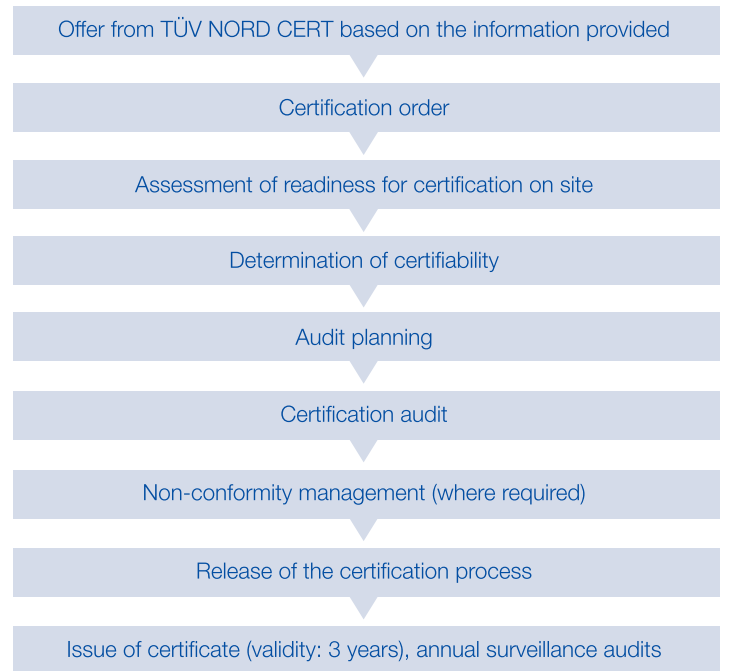 Offer from TÜV NORD CERT based on the information provided
Certification order
Assessment of readiness for certification on site
Determination of certifiability
Audit planning
Certification audit
Non-conformity management (where required)
Release of the certification process
Issue of certificate (validity: 3 years), annual surveillance audits